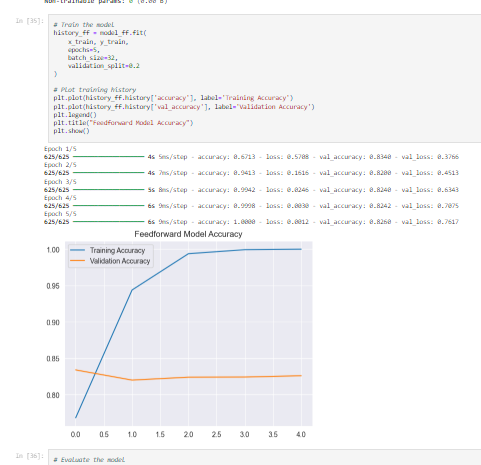 Non-trainable params: 0 (0.00 B)
In [35]:
# Train the model
history_ff = model_ff.fit(
x_train, y_train,
epochs=5,
batch_size=32,
validation_split=0.2
)
# Plot training history
plt.plot(history_ff.history['accuracy'], label='Training Accuracy')
plt.plot(history_ff.history['val_accuracy'], label='Validation Accuracy')
plt.legend()
plt.title("Feedforward Model Accuracy")
plt.show()
Epoch 1/5
625/625 4s 5ms/step - accuracy: 0.6713 - loss: 0.5708 - val_accuracy: 0.8340 - val_loss: 0.3766
Epoch 2/5
625/625 4s 7ms/step - accuracy: 0.9413 - loss: 0.1616 - val_accuracy: 0.8200 - val_loss: 0.4513
Epoch 3/5
625/625 5s 8ms/step - accuracy: 0.9942 - loss: 0.0246 - val_accuracy: 0.8240 - val_loss: 0.6343
Epoch 4/5
625/625 6s 9ms/step - accuracy: 0.9998 - loss: 0.0030 - val_accuracy: 0.8242 - val_loss: 0.7075
Epoch 5/5
625/625 6s 9ms/step - accuracy: 1.0000 - loss: 0.0012 - val_accuracy: 0.8260 - val_loss: 0.7617
Feedforward Model Accuracy
Training Accuracy
Validation Accuracy
1.00
0.95
0.90
0.85
0.80
0.0 0.5 1.0 1.5 2.0 2.5 3.0 3.5 4.0
In [36]:
# Evaluate the model